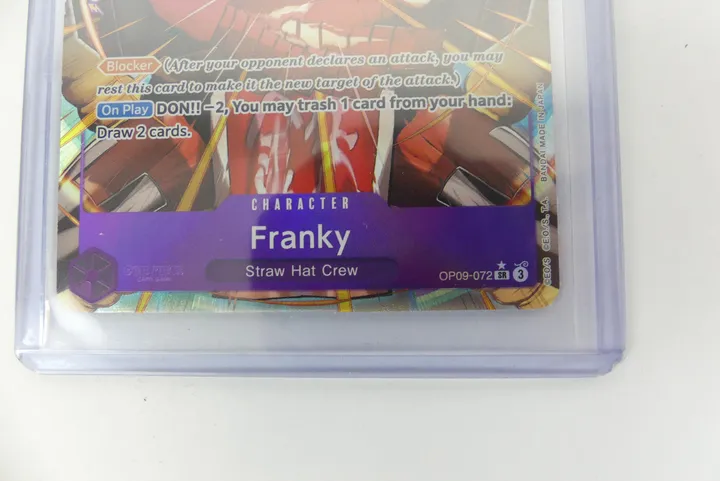 Blocker (After your opponent declares an attack, you may
rest this card to make it the new target of the attack.)
On Play DON!! −2, You may trash 1 card from your hand:
Draw 2 cards.
CHARACTER
Franky
Straw Hat Crew
OP09-072 SR 3
©EO/S ©E.O/S.,T.A BANDAI MADE IN JAPAN